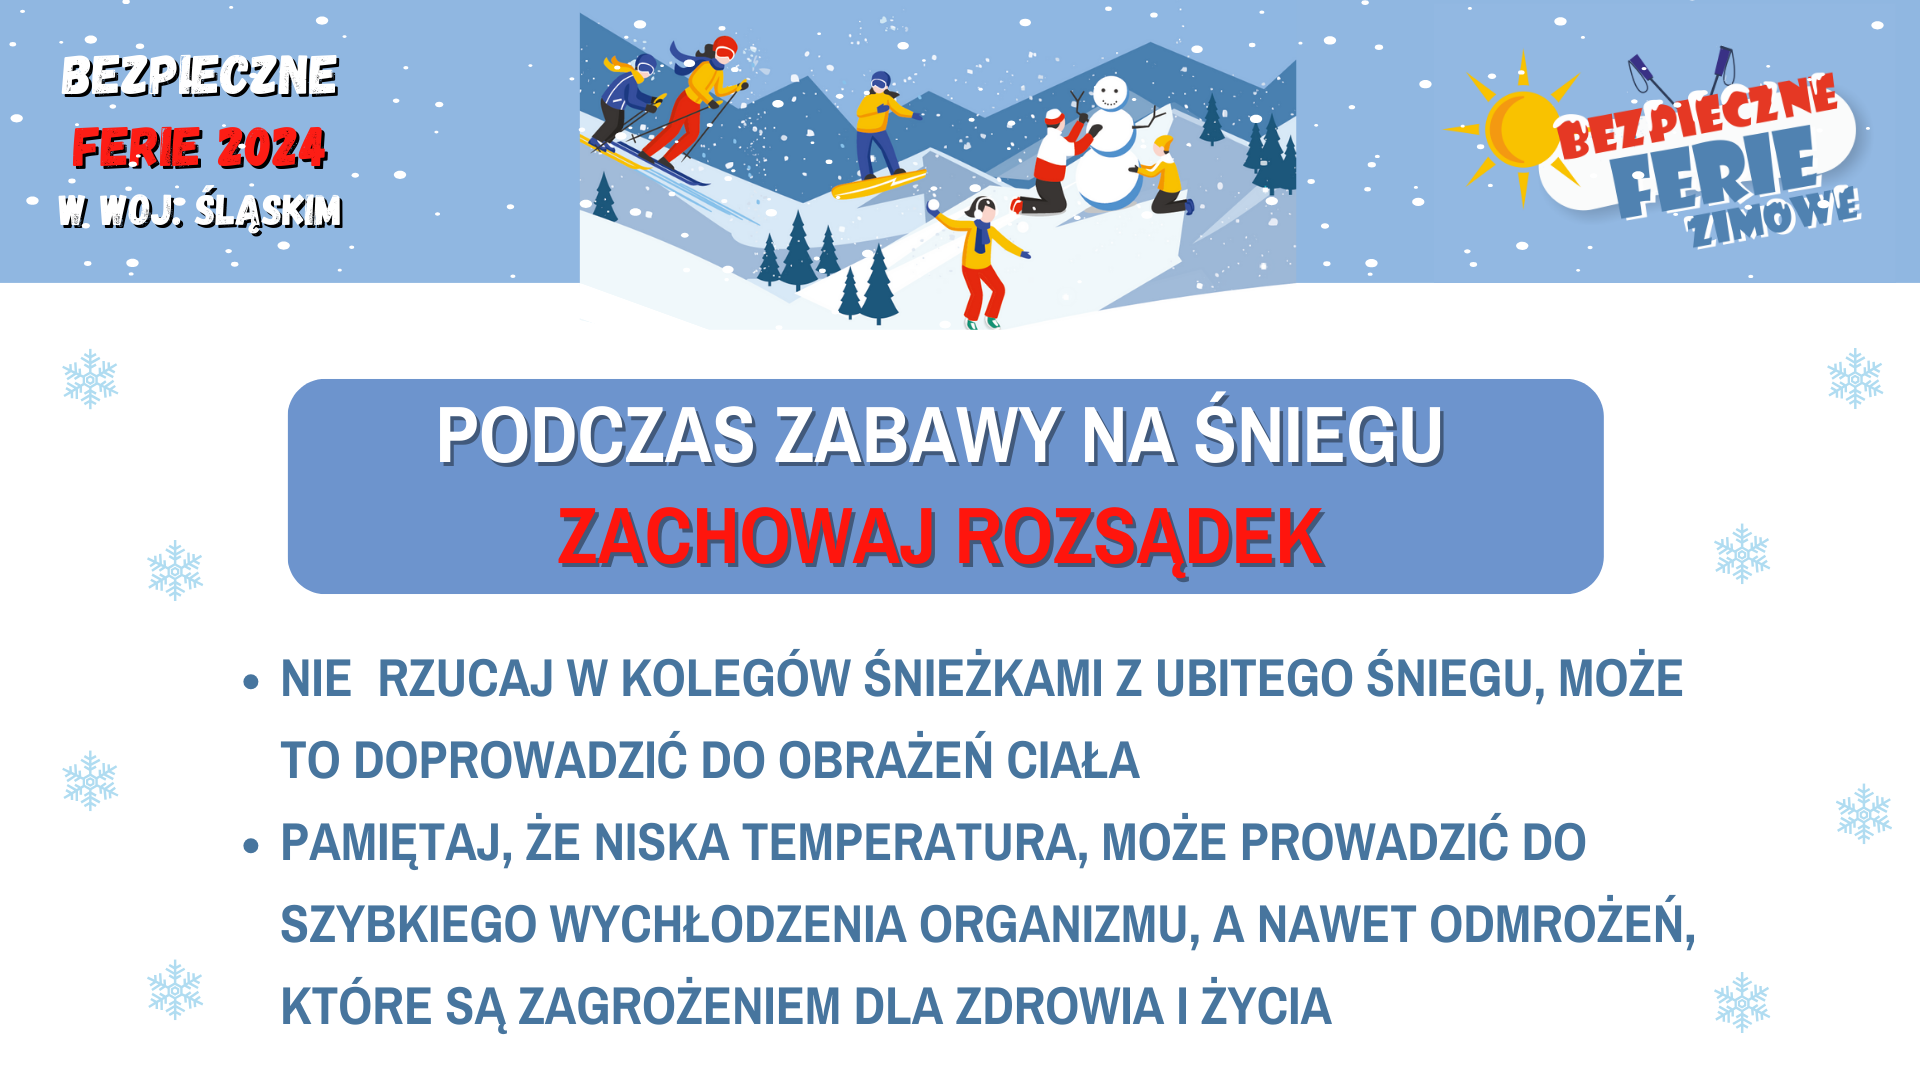 BEZPIECZNE
FERIE 2024
W WOJ. ŚLĄSKIM
BEZPIECZNE
FERIE
ZIMOWE
PODCZAS ZABAWY NA ŚNIEGU
ZACHOWAJ ROZSĄDEK
• NIE  RZUCAJ W KOLEGÓW ŚNIEŻKAMI Z UBITEGO ŚNIEGU, MOŻE
TO DOPROWADZIĆ DO OBRAŻEŃ CIAŁA
• PAMIĘTAJ, ŻE NISKA TEMPERATURA, MOŻE PROWADZIĆ DO
SZYBKIEGO WYCHŁODZENIA ORGANIZMU, A NAWET ODMROŻEŃ,
KTÓRE SĄ ZAGROŻENIEM DLA ZDROWIA I ŻYCIA